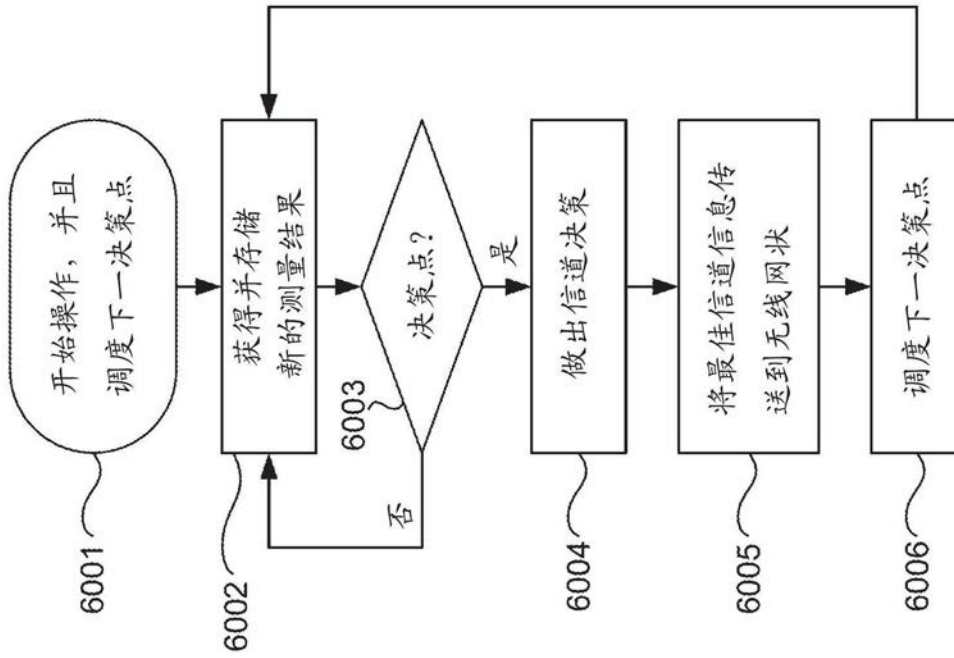 6001
开始操作，并且
调度下一决策点
6002
获得并存储
新的测量结果
6003
决策点？
否
是
6004
做出信道决策
6005
将最佳信道信息传
送到无线网状
6006
调度下一决策点